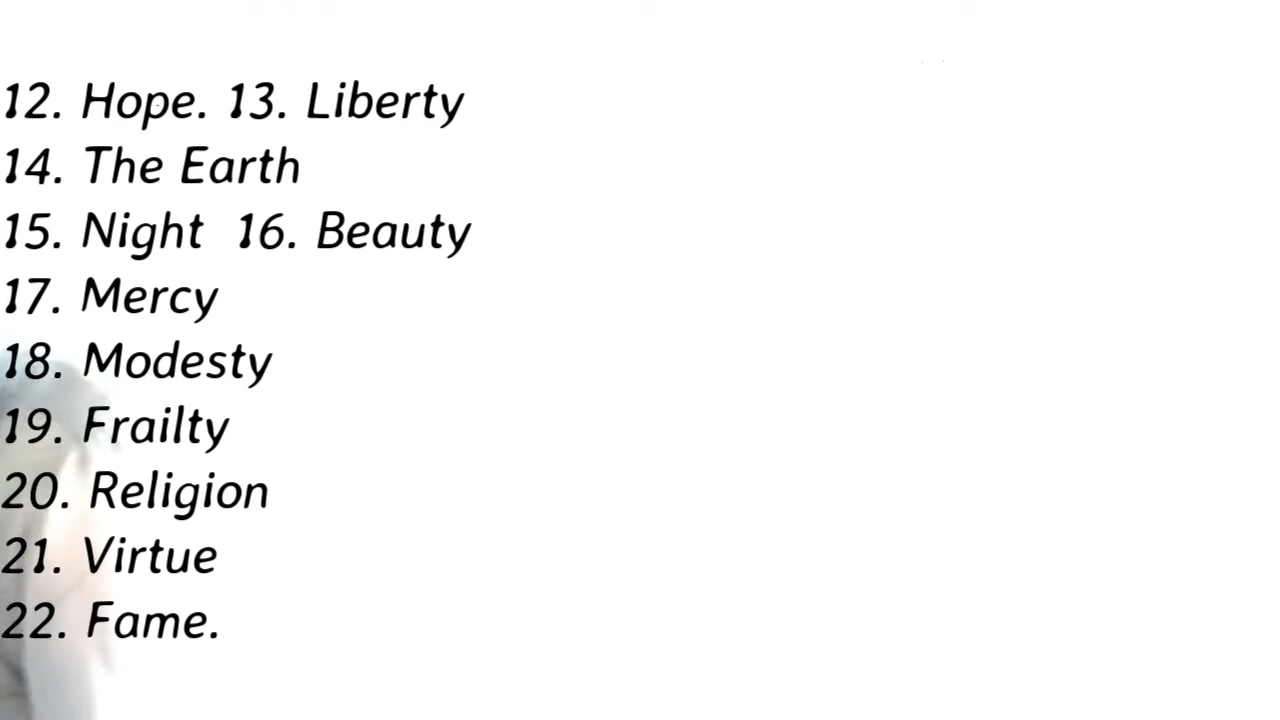 12. Hope. 13. Liberty
14. The Earth
15. Night  16. Beauty
17. Mercy
18. Modesty
19. Frailty
20. Religion
21. Virtue
22. Fame.